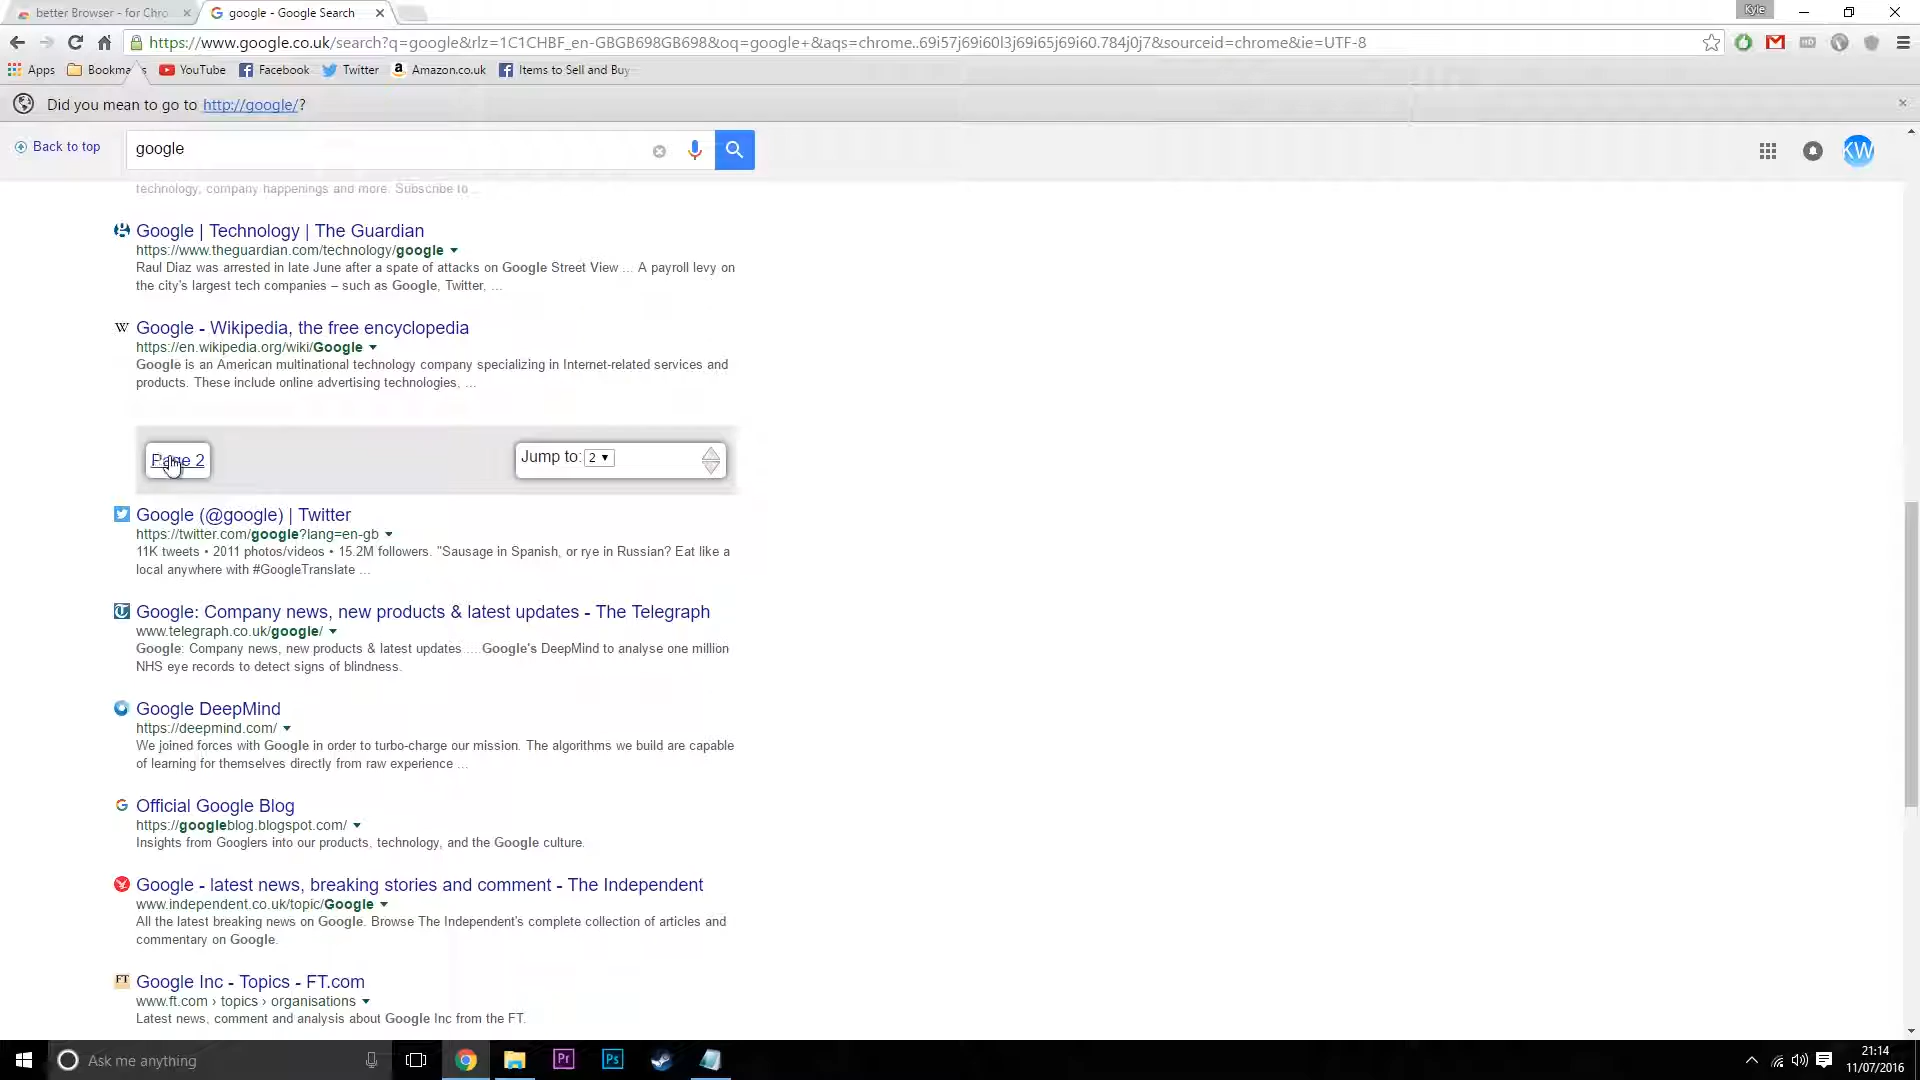 better Browser - for Chro
google - Google Search
Kyle
https://www.google.co.uk/search?q=google&rlz=1C1CHBF_en-GBGB698GB698&oq=google+&aqs=chrome..69i57j69i60l3j69i65j69i60.784j0j7&sourceid=chrome&ie=UTF-8
Apps Bookma YouTube Facebook Twitter Amazon.co.uk Items to Sell and Buy
Did you mean to go to http://google/?
Back to top
google
KW
technology, company happenings and more. Subscribe to ...
Google | Technology | The Guardian
https://www.theguardian.com/technology/google
Raul Diaz was arrested in late June after a spate of attacks on Google Street View ... A payroll levy on
the city's largest tech companies – such as Google, Twitter, ...
Google - Wikipedia, the free encyclopedia
https://en.wikipedia.org/wiki/Google
Google is an American multinational technology company specializing in Internet-related services and
products. These include online advertising technologies, ...
Page 2
Jump to: 2
Google (@google) | Twitter
https://twitter.com/google?lang=en-gb
11K tweets • 2011 photos/videos • 15.2M followers. "Sausage in Spanish, or rye in Russian? Eat like a
local anywhere with #GoogleTranslate ...
Google: Company news, new products & latest updates - The Telegraph
www.telegraph.co.uk/google/
Google: Company news, new products & latest updates.....Google's DeepMind to analyse one million
NHS eye records to detect signs of blindness.
Google DeepMind
https://deepmind.com/
We joined forces with Google in order to turbo-charge our mission. The algorithms we build are capable
of learning for themselves directly from raw experience ...
Official Google Blog
https://googleblog.blogspot.com/
Insights from Googlers into our products, technology, and the Google culture.
Google - latest news, breaking stories and comment - The Independent
www.independent.co.uk/topic/Google
All the latest breaking news on Google. Browse The Independent's complete collection of articles and
commentary on Google.
FT
Google Inc - Topics - FT.com
www.ft.com › topics › organisations
Latest news, comment and analysis about Google Inc from the FT.
Ask me anything
Pr
Ps
21:14
11/07/2016